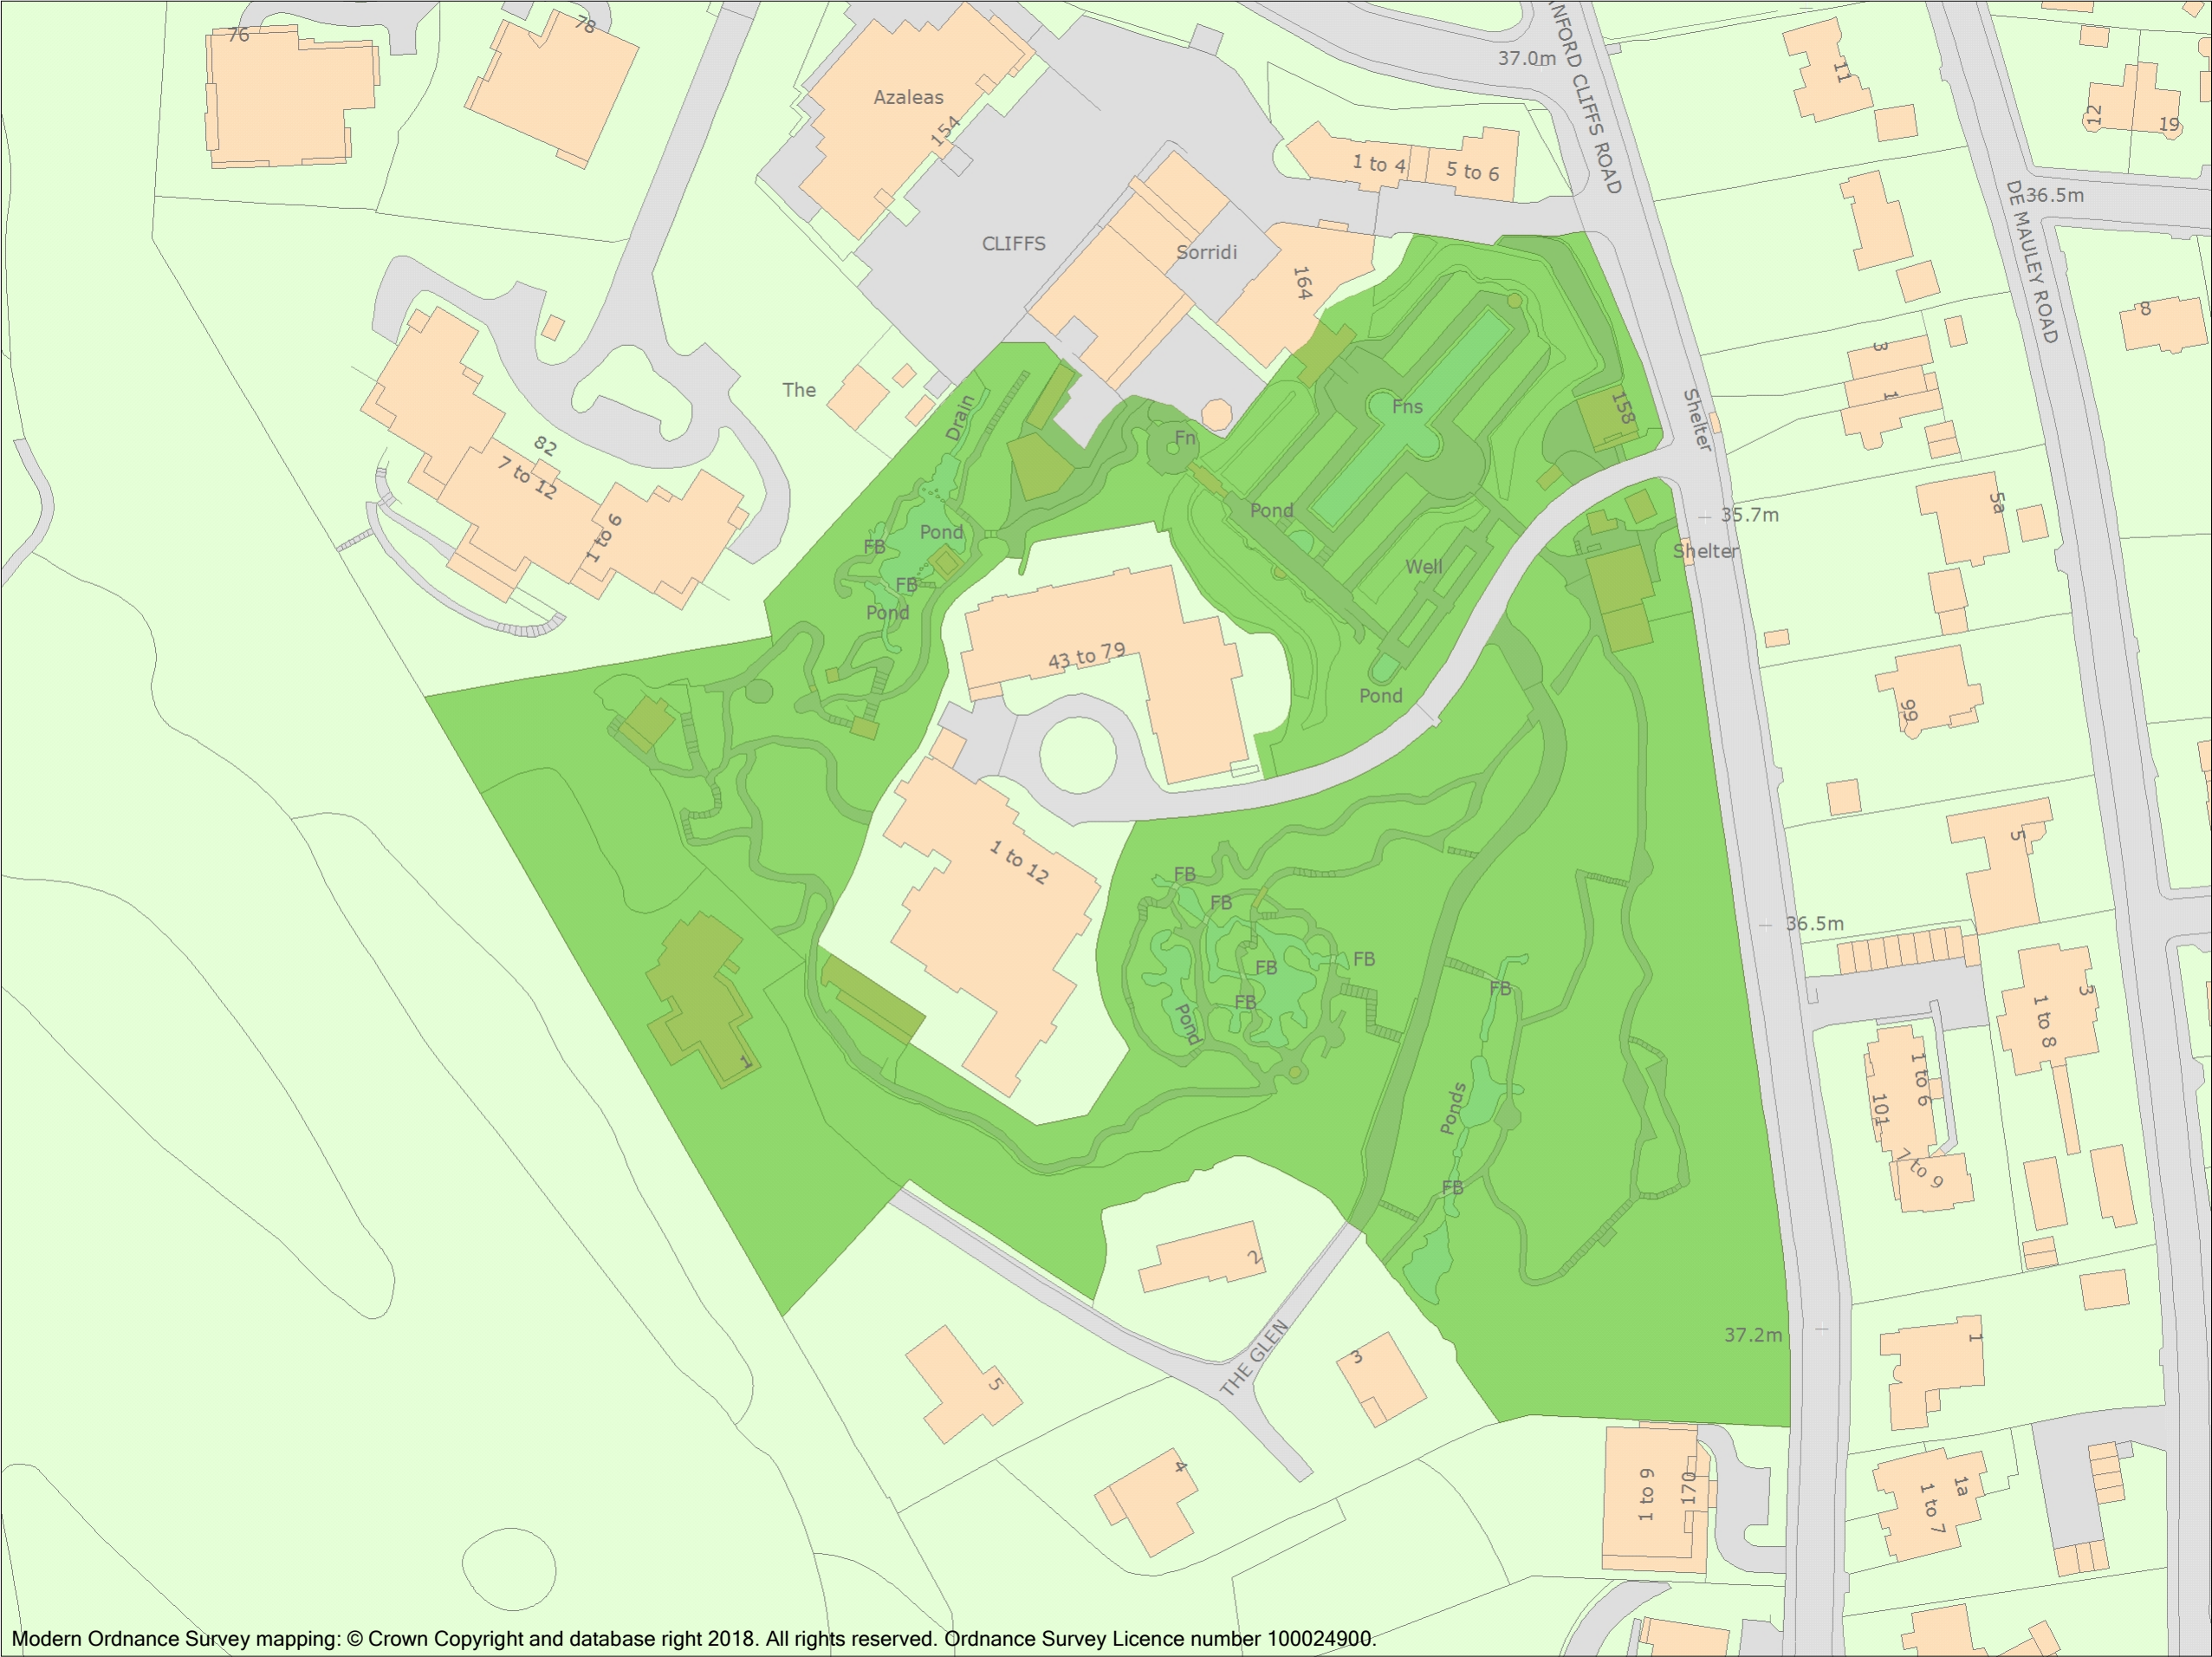 76
78
Azaleas
154
37.0m
ANFORD CLIFFS ROAD
11
12
19
1 to 4
5 to 6
36.5m
DE MAULEY ROAD
CLIFFS
Sorridi
164
8
3
1
The
Drain
Fns
158
Shelter
82
7 to 12
Fn
5a
Pond
35.7m
1 to 6
Pond
FB
Shelter
Well
FB
Pond
43 to 79
Pond
99
5
1 to 12
FB
FB
36.5m
FB
FB
FB
FB
3
1 to 8
Pond
1
Ponds
1 to 6
101
7 to 9
FB
2
37.2m
THE GLEN
3
1
5
4
1 to 9
170
1a
1 to 7
Modern Ordnance Survey mapping: © Crown Copyright and database right 2018. All rights reserved. Ordnance Survey Licence number 100024900.